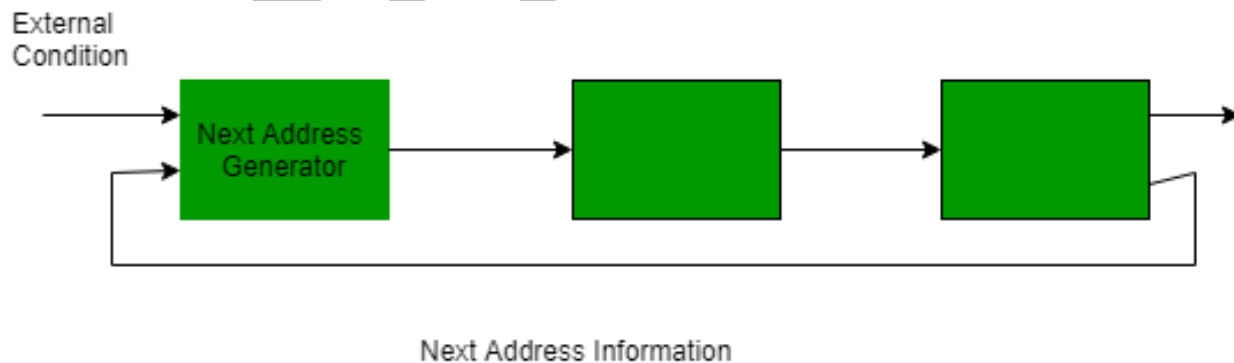 External
Condition
Next Address
Generator
Next Address Information